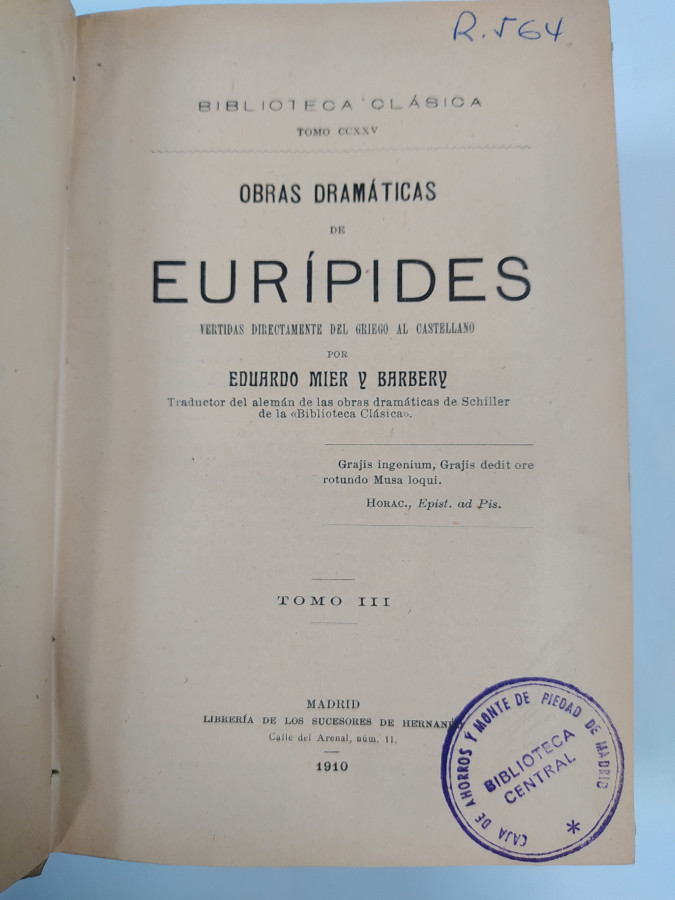 R. 564
BIBLIOTECA CLÁSICA
TOMO CCXXV
OBRAS DRAMÁTICAS
DE
EURÍPIDES
VERTIDAS DIRECTAMENTE DEL GRIEGO AL CASTELLANO
POR
EDUARDO MIER Y BARBERY
Traductor del alemán de las obras dramáticas de Schiller
de la «Biblioteca Clásica».
Grajis ingenium, Grajis dedit ore
rotundo Musa loqui.
HORAC., Epist. ad Pis.
TOMO III
MADRID
LIBRERÍA DE LOS SUCESORES DE HERNANDO
Calle del Arenal, núm. 11.
1910
CAJA DE AHORROS Y MONTE DE PIEDAD DE MADRID
BIBLIOTECA
CENTRAL
*